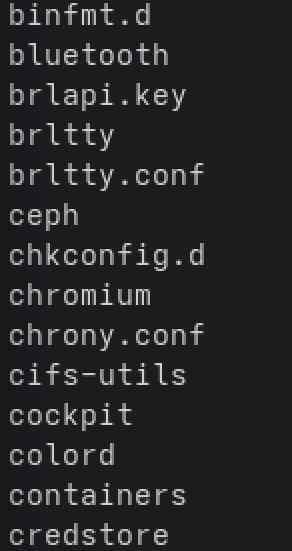 binfmt.d
bluetooth
brlapi.key
brltty
brltty.conf
ceph
chkconfig.d
chromium
chrony.conf
cifs-utils
cockpit
colord
containers
credstore